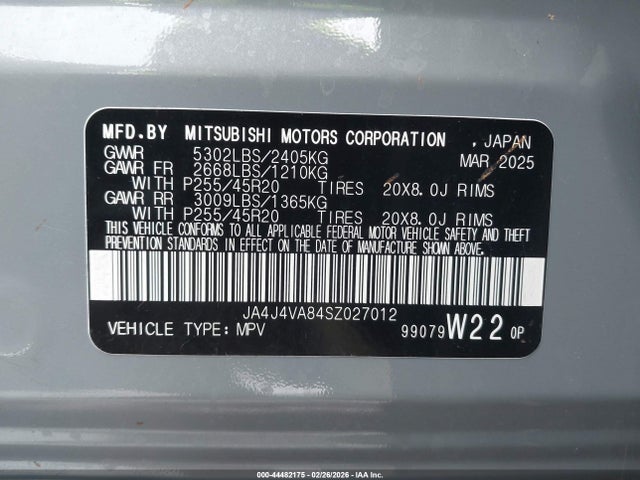 MFD.BY MITSUBISHI MOTORS CORPORATION , JAPAN
GVWR 5302LBS/2405KG MAR 2025
GAWR FR 2668LBS/1210KG
WITH P255/45R20 TIRES 20X8.0J RIMS
GAWR RR 3009LBS/1365KG
WITH P255/45R20 TIRES 20X8.0J RIMS
THIS VEHICLE CONFORMS TO ALL APPLICABLE FEDERAL MOTOR VEHICLE SAFETY AND THEFT
PREVENTION STANDARDS IN EFFECT ON THE DATE OF MANUFACTURE SHOWN ABOVE.
JA4J4VA84SZ027012
VEHICLE TYPE: MPV 99079 W22 0P
000-44482175 - 02/26/2026 - IAA Inc.